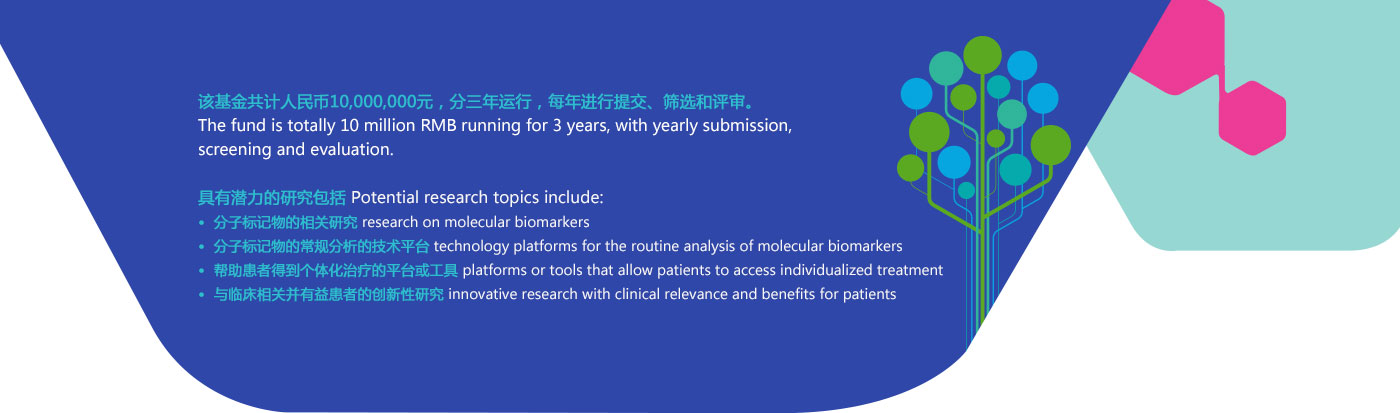 该基金共计人民币10,000,000元，分三年运行，每年进行提交、筛选和评审。
The fund is totally 10 million RMB running for 3 years, with yearly submission,
screening and evaluation.
具有潜力的研究包括 Potential research topics include:
• 分子标记物的相关研究 research on molecular biomarkers
• 分子标记物的常规分析的技术平台 technology platforms for the routine analysis of molecular biomarkers
• 帮助患者得到个体化治疗的平台或工具 platforms or tools that allow patients to access individualized treatment
• 与临床相关并有益患者的创新性研究 innovative research with clinical relevance and benefits for patients